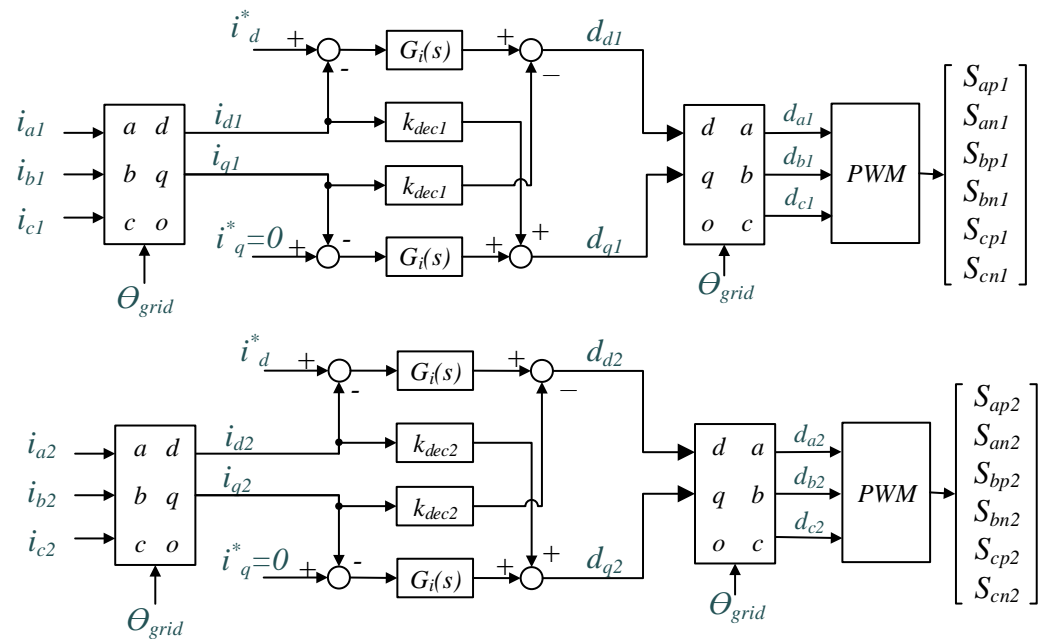 i*d + - Gi(s) + − dd1
ia1 ib1 ic1
a d b q c o
id1 iq1
kdec1
kdec1
i*q=0 + - Gi(s) + + dq1
ϴgrid
d a q b o c
da1 db1 dc1
PWM
Sap1
San1
Sbp1
Sbn1
Scp1
Scn1
ϴgrid
i*d + - Gi(s) + − dd2
ia2 ib2 ic2
a d b q c o
id2 iq2
kdec2
kdec2
i*q=0 + - Gi(s) + + dq2
ϴgrid
d a q b o c
da2 db2 dc2
PWM
Sap2
San2
Sbp2
Sbn2
Scp2
Scn2
ϴgrid